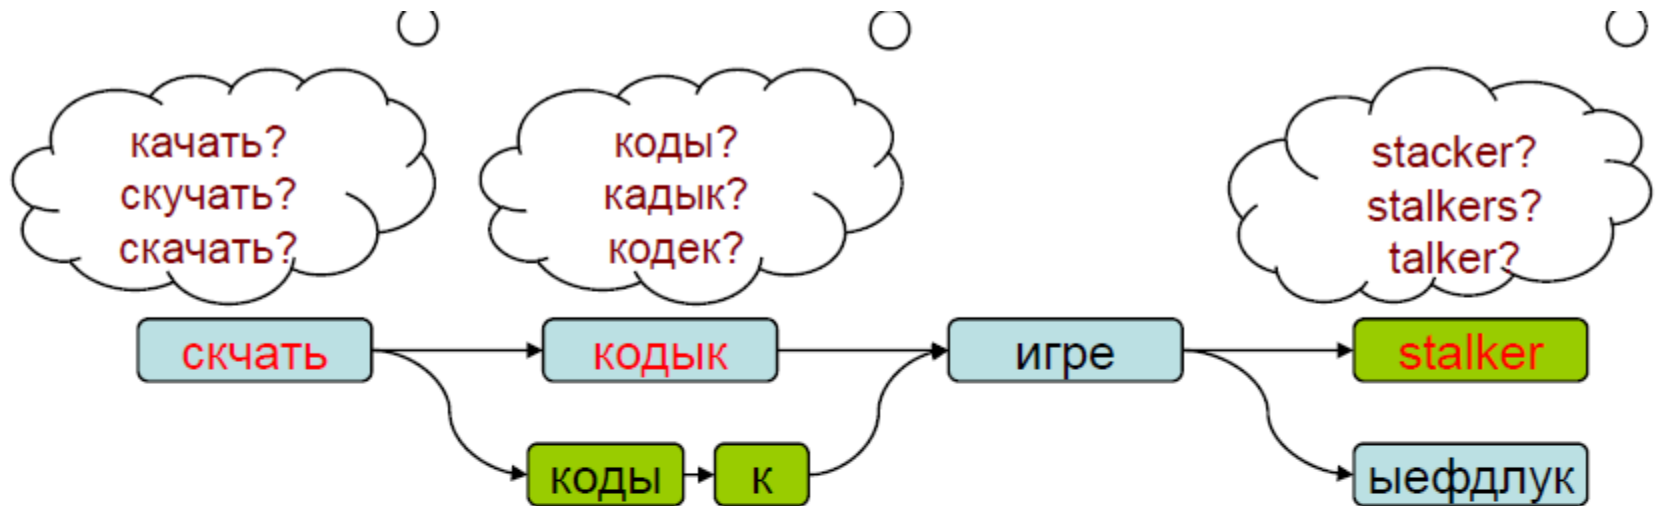 качать?
скучать?
скачать?
коды?
кадык?
кодек?
stacker?
stalkers?
talker?
скчать
кодык
игре
stalker
коды
к
ыефдлук